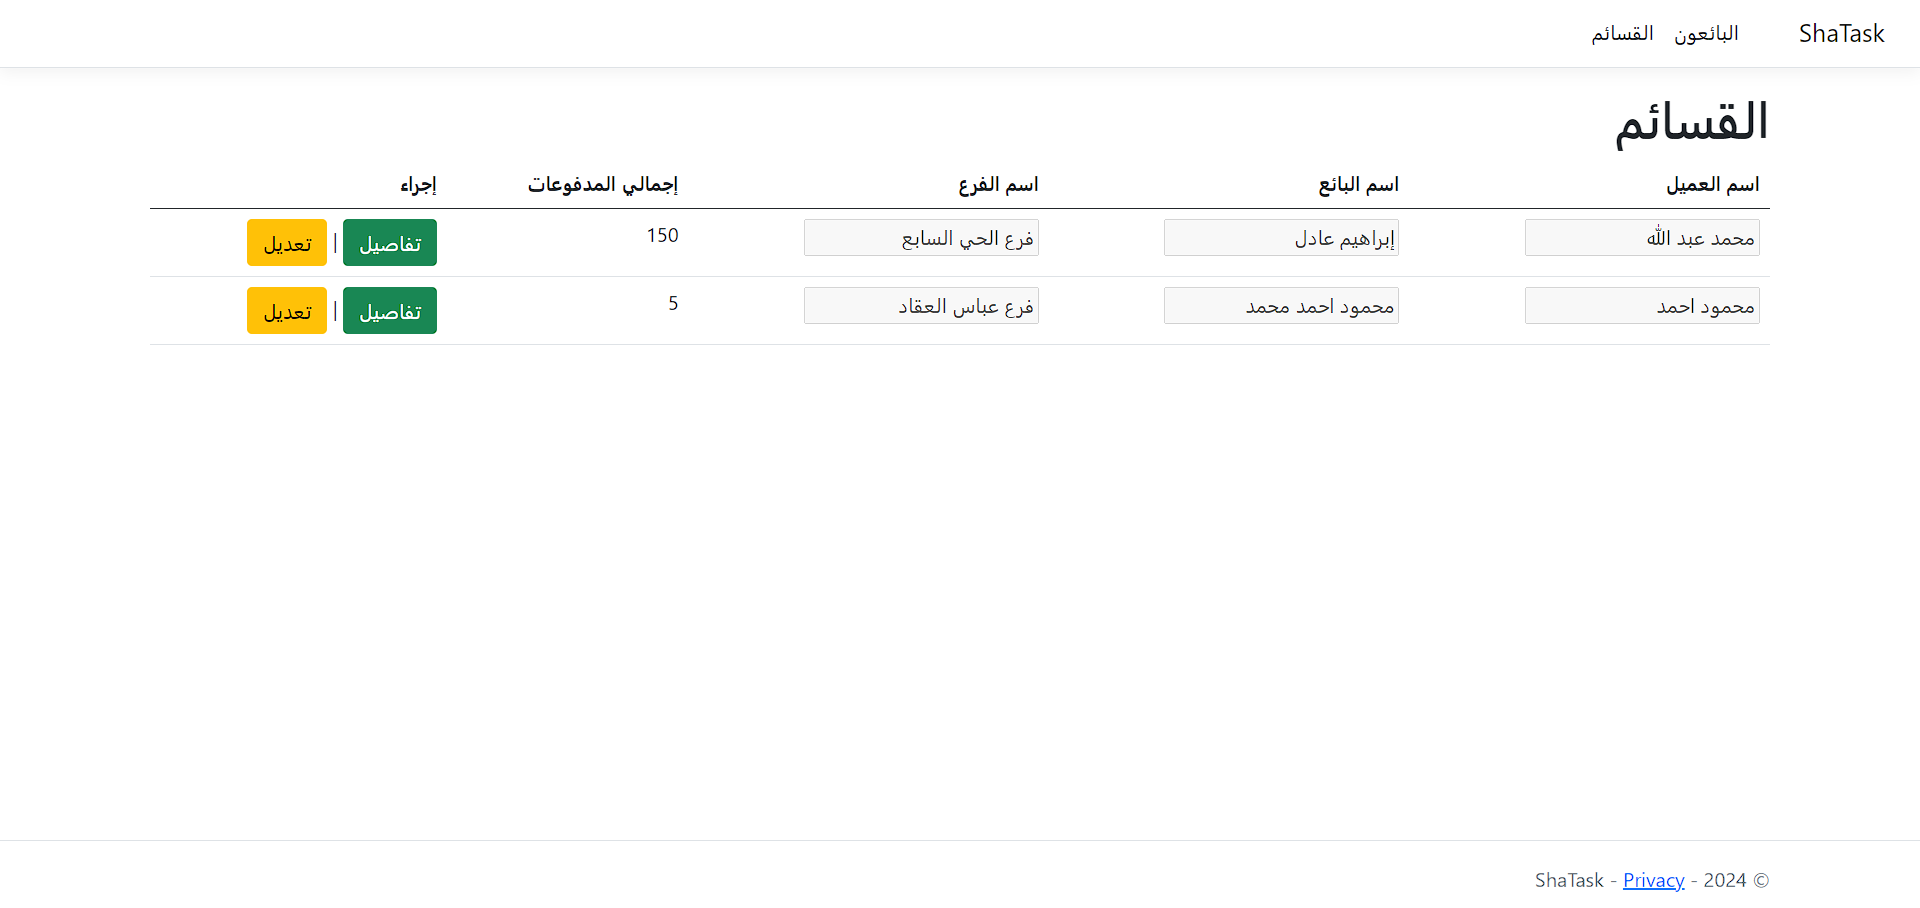 ShaTask البائعون القسائم
القسائم
اسم العميل اسم البائع اسم الفرع إجمالي المدفوعات إجراء
محمد عبد الله إبراهيم عادل فرع الحي السابع 150 تفاصيل | تعديل
محمود احمد محمود احمد محمد فرع عباس العقاد 5 تفاصيل | تعديل
© 2024 - ShaTask - Privacy